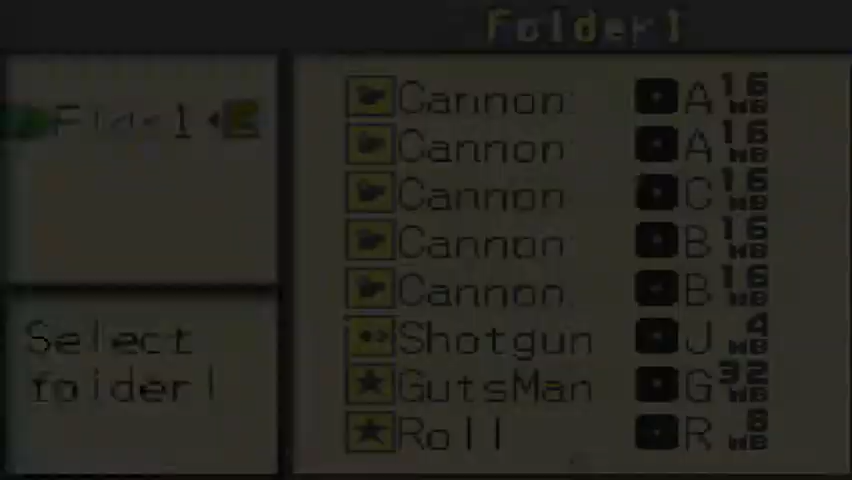 Folder1
Fldr1
Select
folder!
Cannon A 16 MB
Cannon A 16 MB
Cannon C 16 MB
Cannon B 16 MB
Cannon B 16 MB
Shotgun J 4 MB
GutsMan G 32 MB
Roll R 8 MB